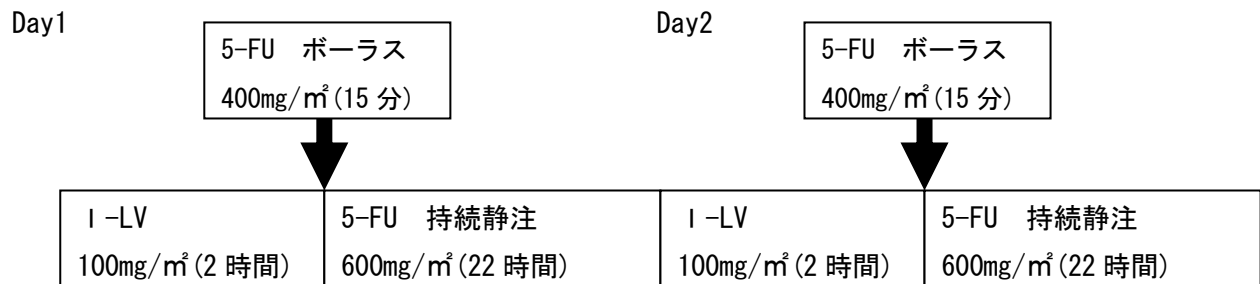 Day1
5-FU ボーラス
400mg/㎡(15 分)
Day2
5-FU ボーラス
400mg/㎡(15 分)
l-LV
100mg/㎡(2 時間)
5-FU 持続静注
600mg/㎡(22 時間)
l-LV
100mg/㎡(2 時間)
5-FU 持続静注
600mg/㎡(22 時間)